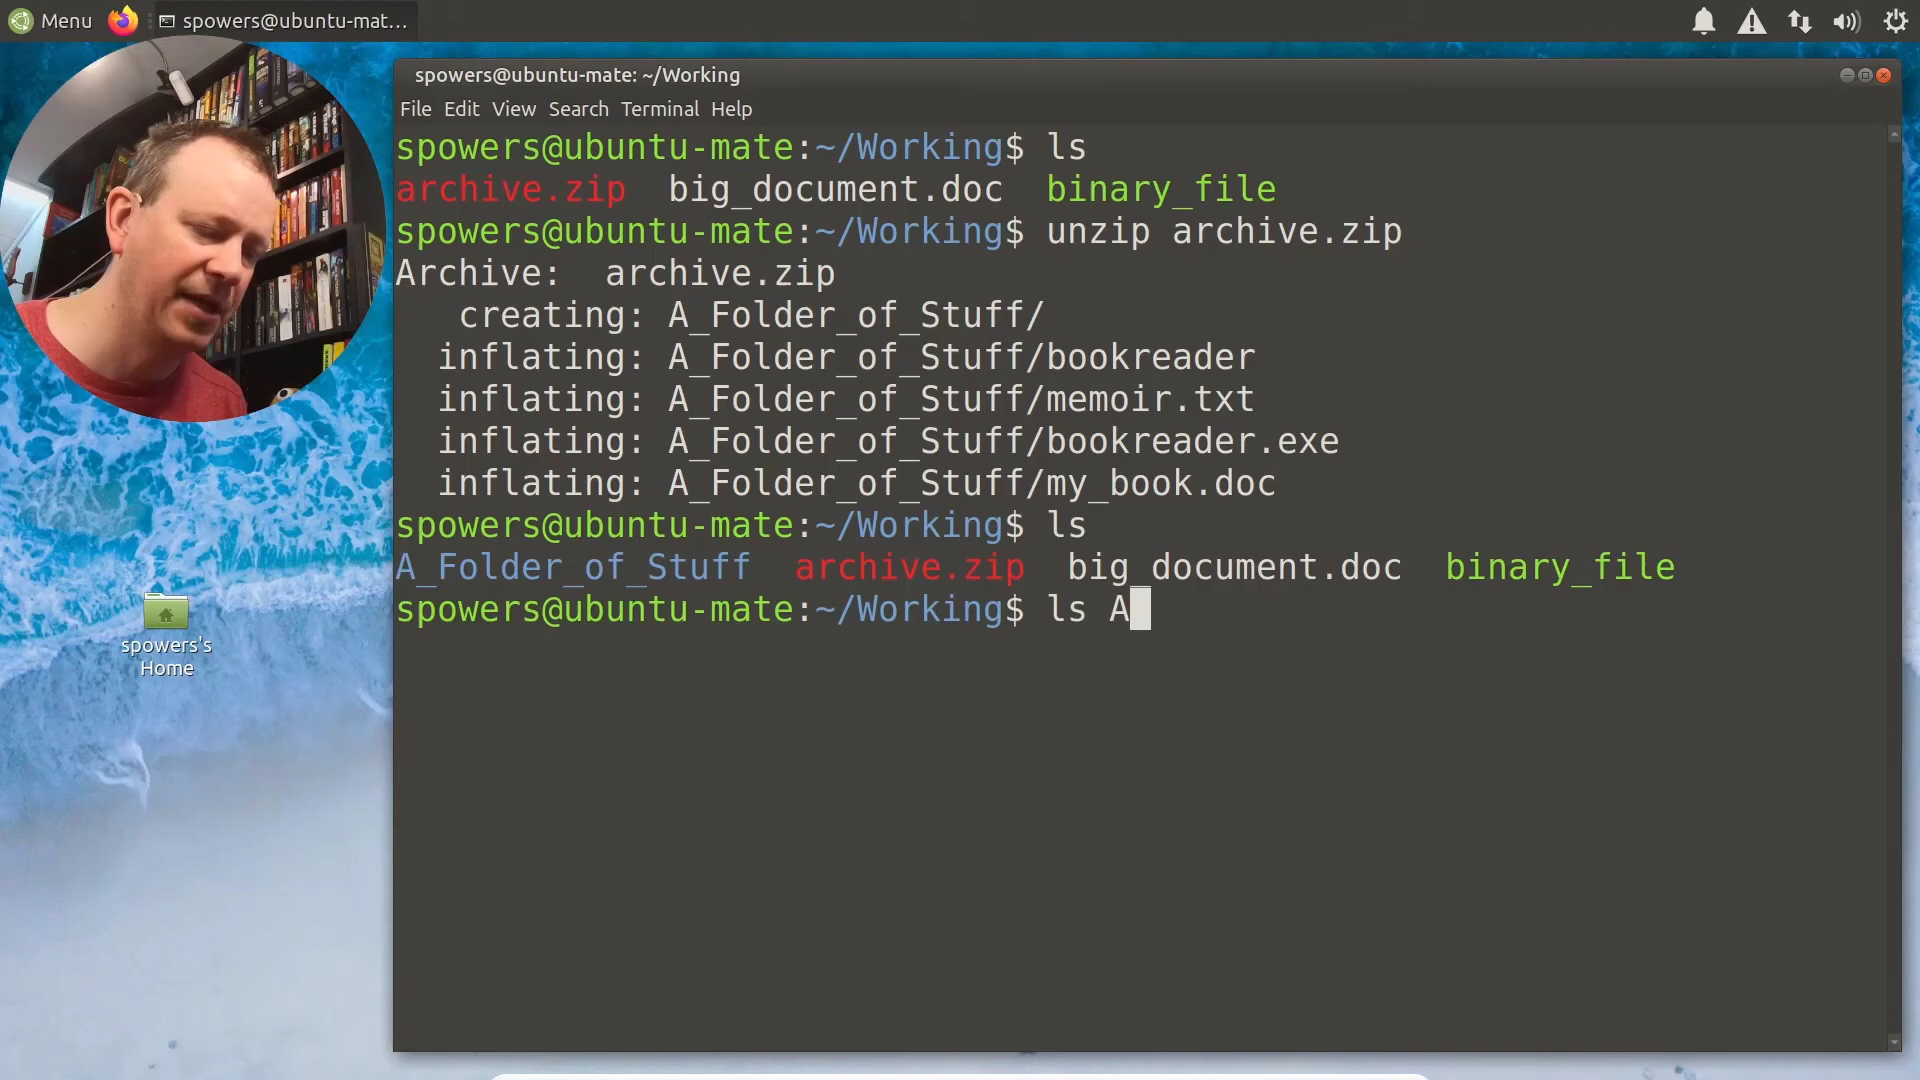 Menu spowers@ubuntu-mat...
spowers@ubuntu-mate: ~/Working
File Edit View Search Terminal Help
spowers@ubuntu-mate:~/Working$ ls
archive.zip  big_document.doc  binary_file
spowers@ubuntu-mate:~/Working$ unzip archive.zip
Archive:  archive.zip
   creating: A_Folder_of_Stuff/
  inflating: A_Folder_of_Stuff/bookreader
  inflating: A_Folder_of_Stuff/memoir.txt
  inflating: A_Folder_of_Stuff/bookreader.exe
  inflating: A_Folder_of_Stuff/my_book.doc
spowers@ubuntu-mate:~/Working$ ls
A_Folder_of_Stuff  archive.zip  big_document.doc  binary_file
spowers@ubuntu-mate:~/Working$ ls A
spowers's
Home